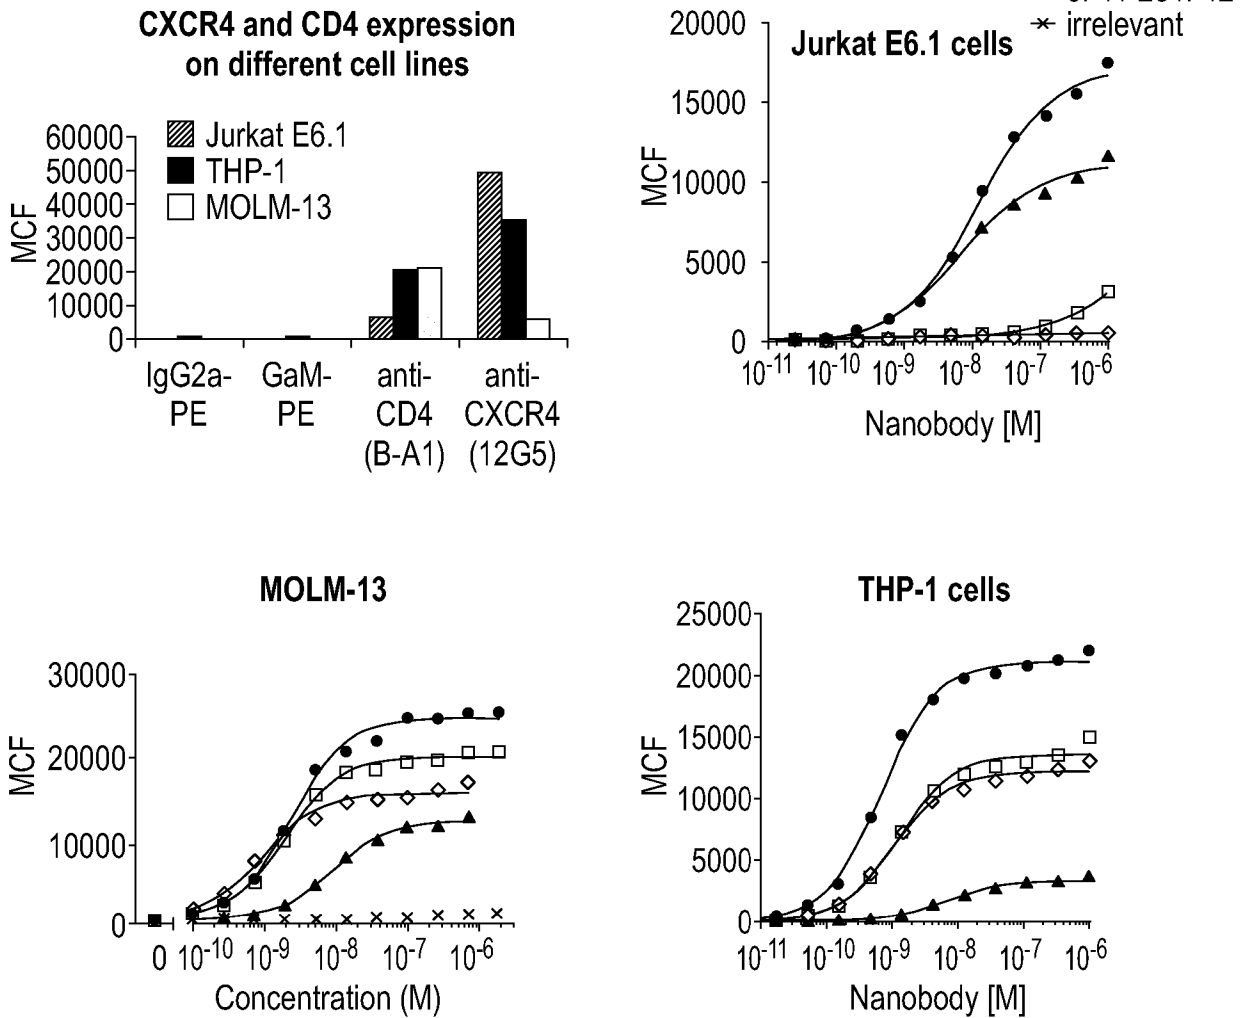 CXCR4 and CD4 expression
on different cell lines
60000
50000
40000
30000
20000
10000
0
MCF
Jurkat E6.1
THP-1
MOLM-13
IgG2a-
PE
GaM-
PE
anti-
CD4
(B-A1)
anti-
CXCR4
(12G5)
irrelevant
Jurkat E6.1 cells
20000
15000
10000
5000
0
MCF
10-11 10-10 10-9 10-8 10-7 10-6
Nanobody [M]
MOLM-13
30000
20000
10000
0
MCF
0 10-10 10-9 10-8 10-7 10-6
Concentration (M)
THP-1 cells
25000
20000
15000
10000
5000
0
MCF
10-11 10-10 10-9 10-8 10-7 10-6
Nanobody [M]